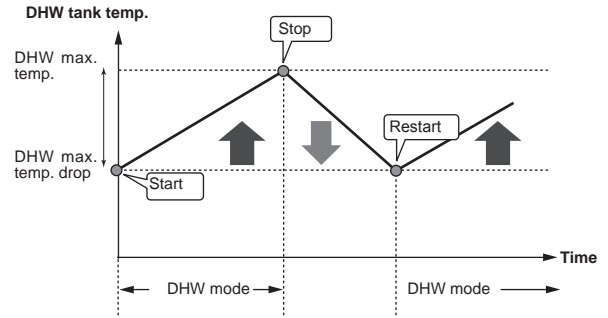 DHW tank temp.
Stop
DHW max.
temp.
Restart
DHW max.
temp. drop
Start
Time
DHW mode
DHW mode